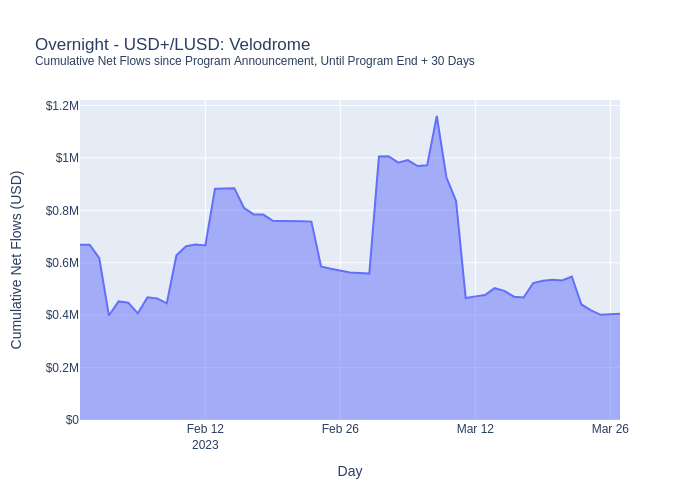 Overnight - USD+/LUSD: Velodrome
Cumulative Net Flows since Program Announcement, Until Program End + 30 Days
Cumulative Net Flows (USD)
$1.2M
$1M
$0.8M
$0.6M
$0.4M
$0.2M
$0
Feb 12 Feb 26 Mar 12 Mar 26
2023
Day